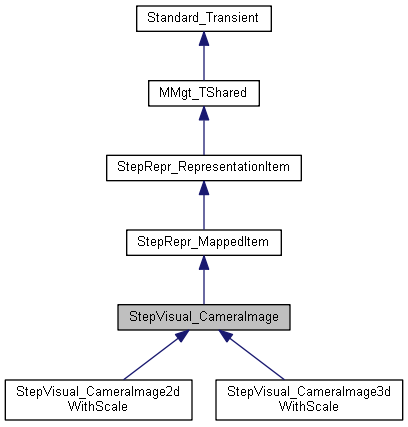 Standard_Transient
MMgt_TShared
StepRepr_RepresentationItem
StepRepr_MappedItem
StepVisual_CameraImage
StepVisual_CameraImage2d
WithScale
StepVisual_CameraImage3d
WithScale